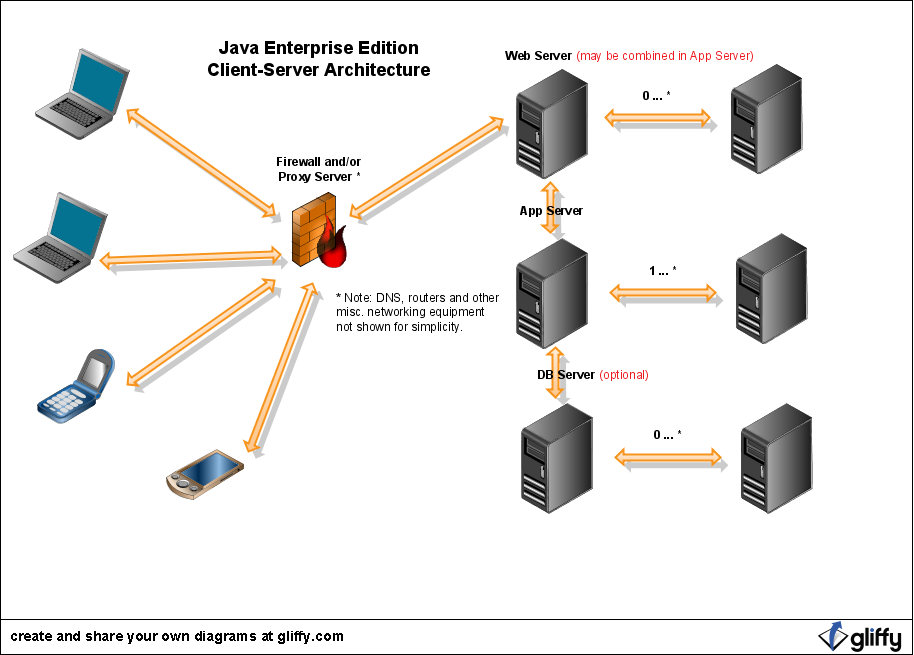 Java Enterprise Edition
Client-Server Architecture
Web Server (may be combined in App Server)
0 ... *
Firewall and/or
Proxy Server *
App Server
1 ... *
* Note: DNS, routers and other
misc. networking equipment
not shown for simplicity.
DB Server (optional)
0 ... *
create and share your own diagrams at gliffy.com
gliffy